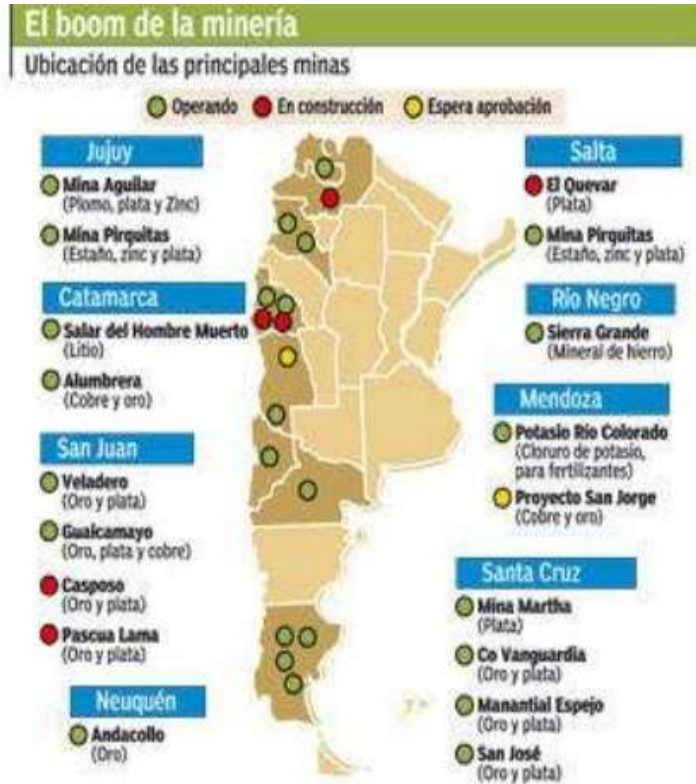 El boom de la minería
Ubicación de las principales minas
Operando En construcción Espera aprobación
Jujuy
Mina Aguilar
(Plomo, plata y Zinc)
Mina Pirquitas
(Estaño, zinc y plata)
Catamarca
Salar del Hombre Muerto
(Litio)
Alumbrera
(Cobre y oro)
San Juan
Veladero
(Oro y plata)
Gualcamayo
(Oro, plata y cobre)
Casposo
(Oro y plata)
Pascua Lama
(Oro y plata)
Neuquén
Andacollo
(Oro)
Salta
El Quevar
(Plata)
Mina Pirquitas
(Estaño, zinc y plata)
Río Negro
Sierra Grande
(Mineral de hierro)
Mendoza
Potasio Río Colorado
(Cloruro de potasio,
para fertilizantes)
Proyecto San Jorge
(Cobre y oro)
Santa Cruz
Mina Martha
(Plata)
Co Vanguardia
(Oro y plata)
Manantial Espejo
(Oro y plata)
San José
(Oro y plata)